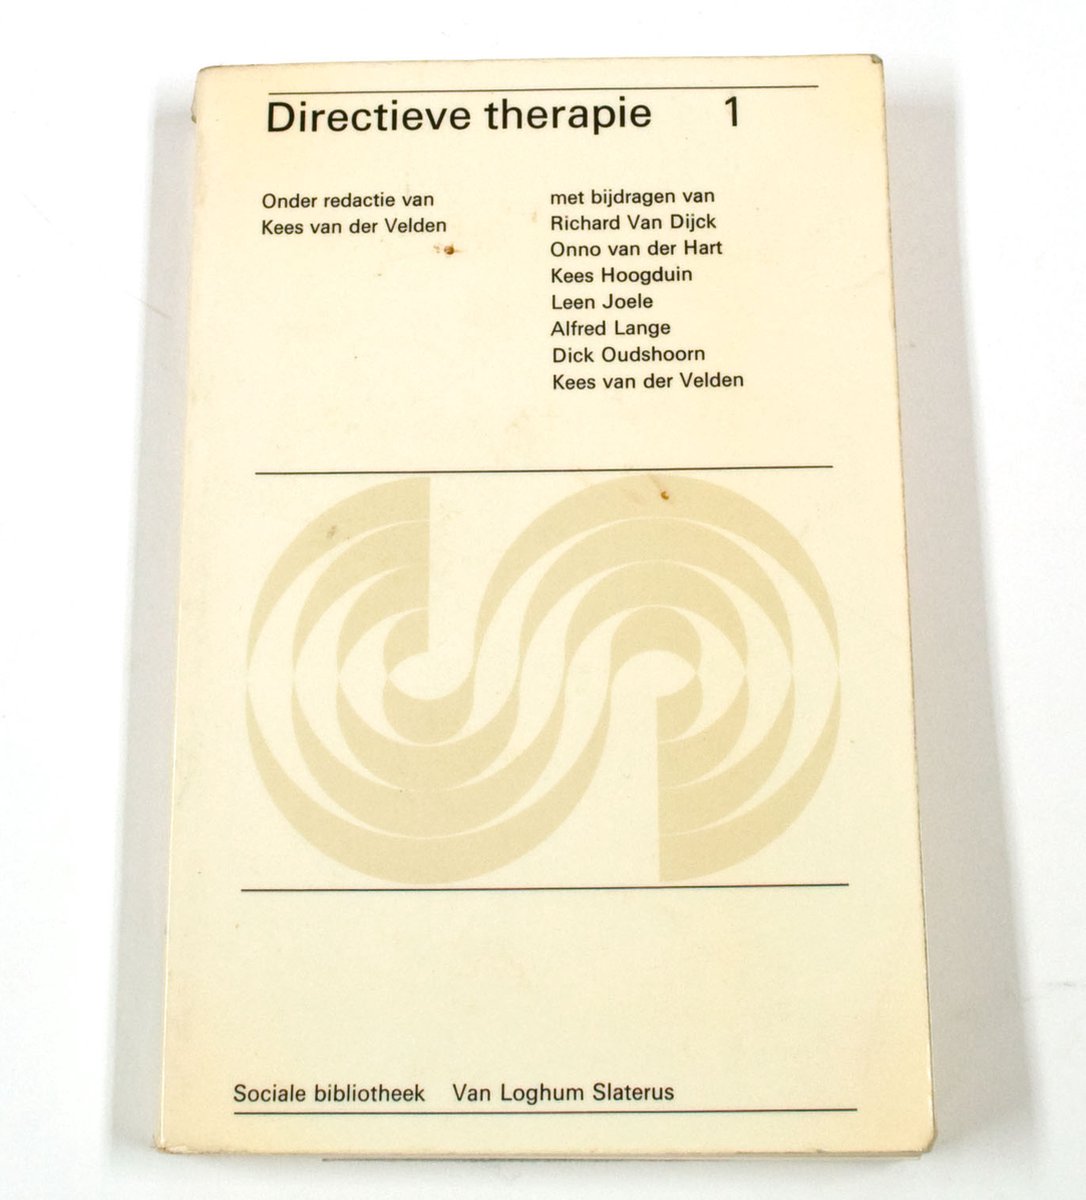 Directieve therapie 1
Onder redactie van
Kees van der Velden
met bijdragen van
Richard Van Dijck
Onno van der Hart
Kees Hoogduin
Leen Joele
Alfred Lange
Dick Oudshoorn
Kees van der Velden
Sociale bibliotheek Van Loghum Slaterus